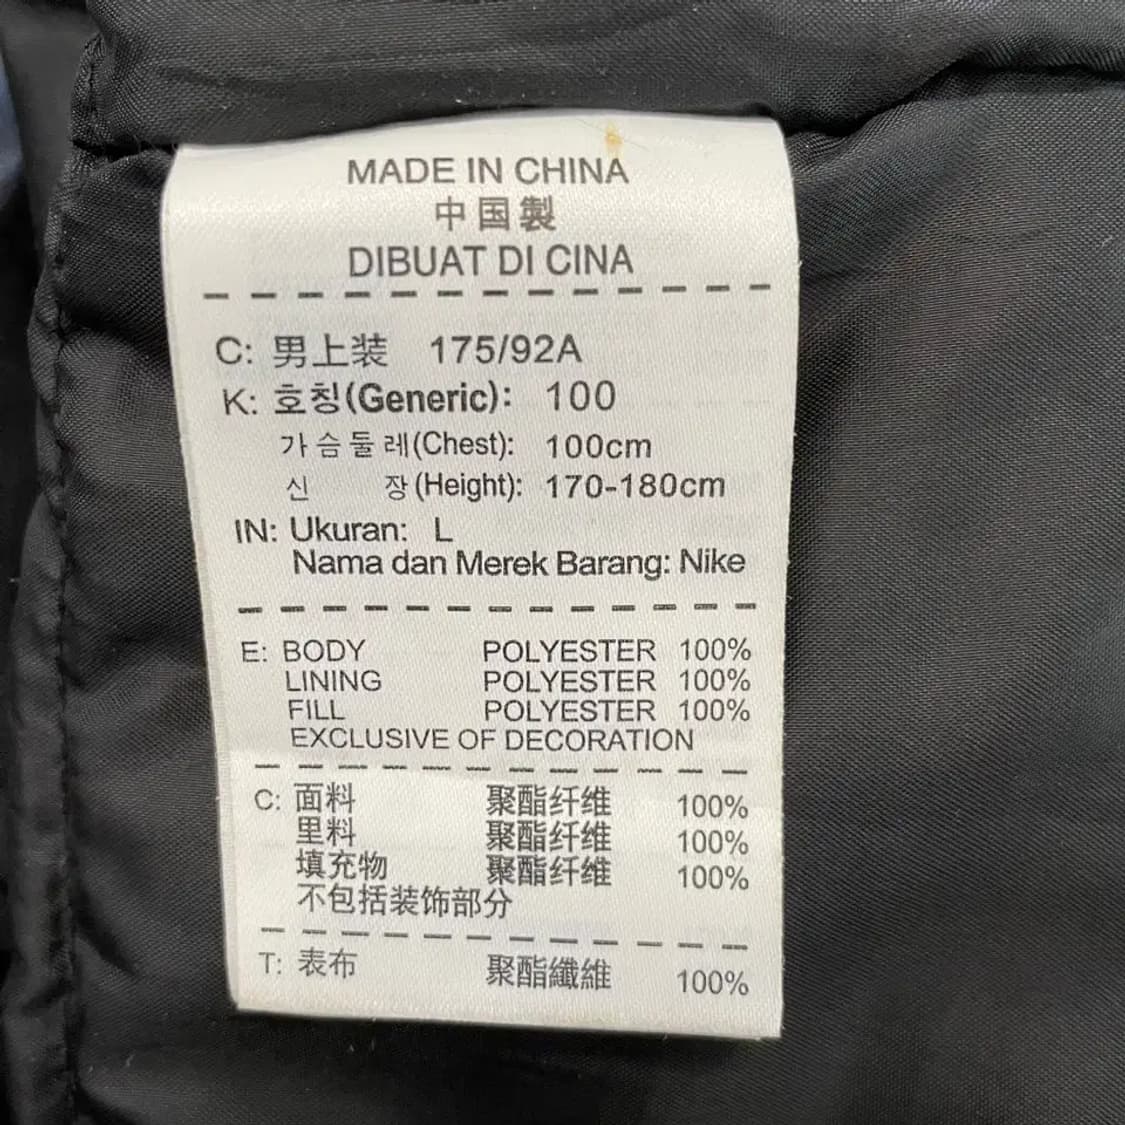 MADE IN CHINA
中国製
DIBUAT DI CINA
C: 男上装 175/92A
K: 호칭(Generic): 100
가슴둘레(Chest): 100cm
신 장(Height): 170-180cm
IN: Ukuran: L
Nama dan Merek Barang: Nike
E: BODY POLYESTER 100%
LINING POLYESTER 100%
FILL POLYESTER 100%
EXCLUSIVE OF DECORATION
C: 面料 聚酯纤维 100%
里料 聚酯纤维 100%
填充物 聚酯纤维 100%
不包括装饰部分
T: 表布 聚酯纖維 100%